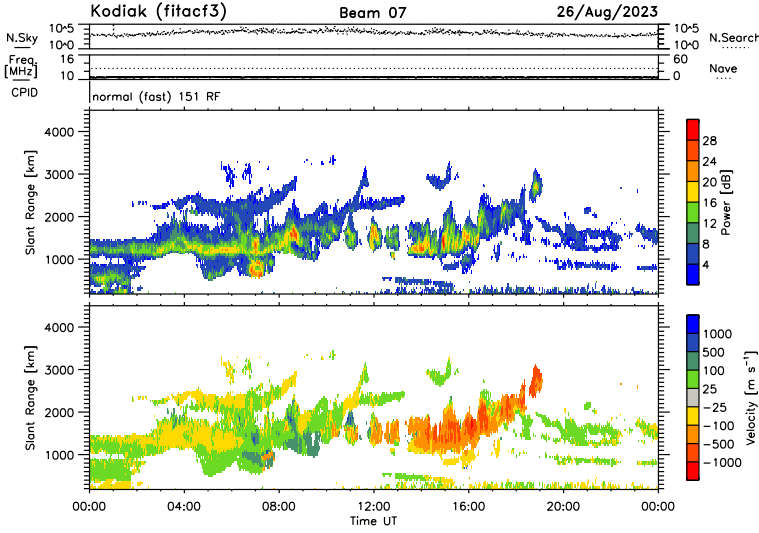 Kodiak (fitacf3) Beam 07 26/Aug/2023
N.Sky 10^5 10^0 10^5 10^0 N.Search
Freq. [MHz] 16 10 60 0 Nave
CPID normal (fast) 151 RF
Slant Range [km] 4000 3000 2000 1000
Power [dB] 28 24 20 16 12 8 4
Slant Range [km] 4000 3000 2000 1000
Velocity [m s⁻¹] 1000 500 100 25 −25 −100 −500 −1000
00:00 04:00 08:00 12:00 16:00 20:00 00:00
Time UT